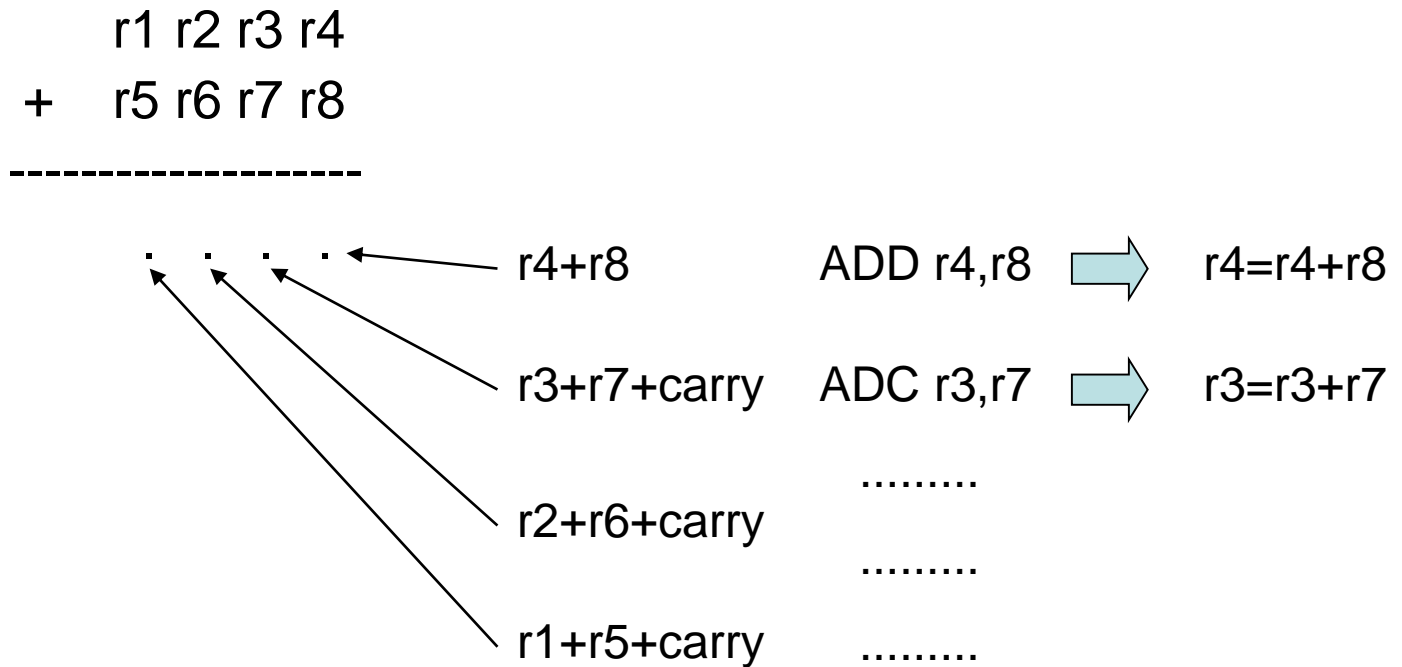 r1 r2 r3 r4
+ r5 r6 r7 r8
--------------------
. . . . r4+r8 ADD r4,r8 r4=r4+r8
r3+r7+carry ADC r3,r7 r3=r3+r7
.........
r2+r6+carry
.........
r1+r5+carry .........